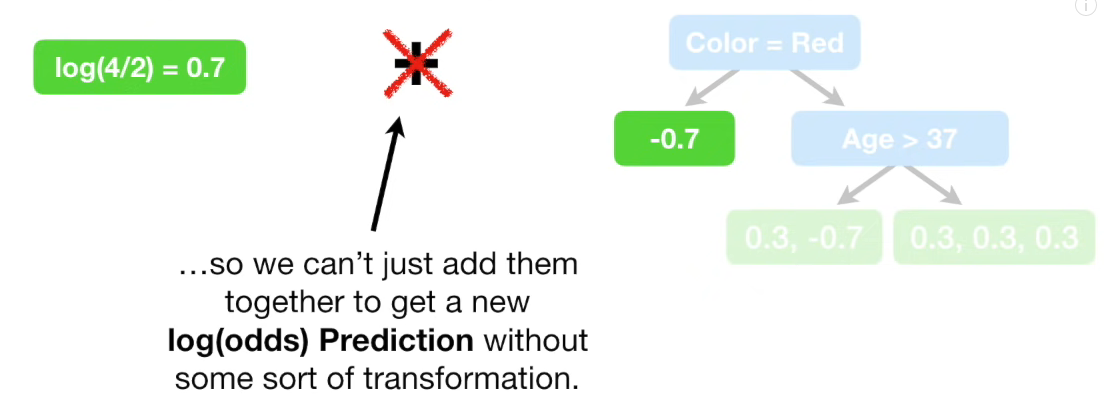 log(4/2) = 0.7
Color = Red
-0.7
Age > 37
0.3, -0.7
0.3, 0.3, 0.3
…so we can’t just add them
together to get a new
log(odds) Prediction without
some sort of transformation.